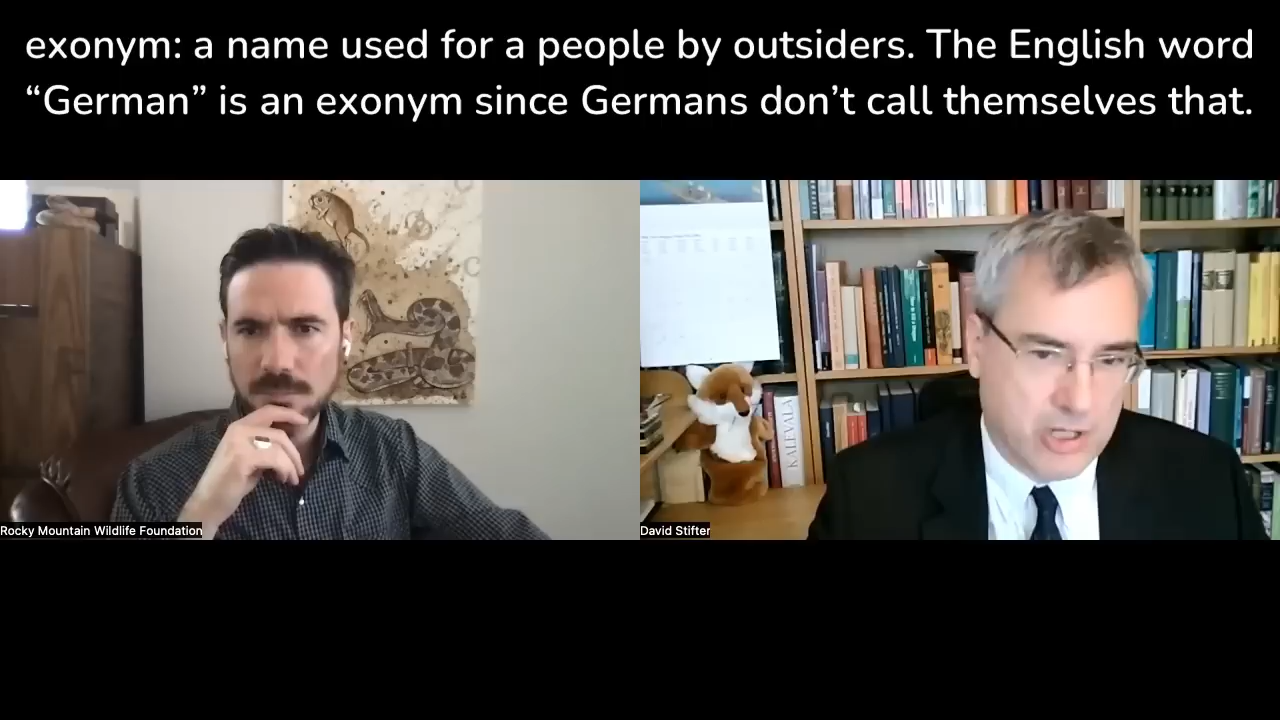 exonym: a name used for a people by outsiders. The English word
“German” is an exonym since Germans don’t call themselves that.
KALEVALA
Rocky Mountain Wildlife Foundation
David Stifter